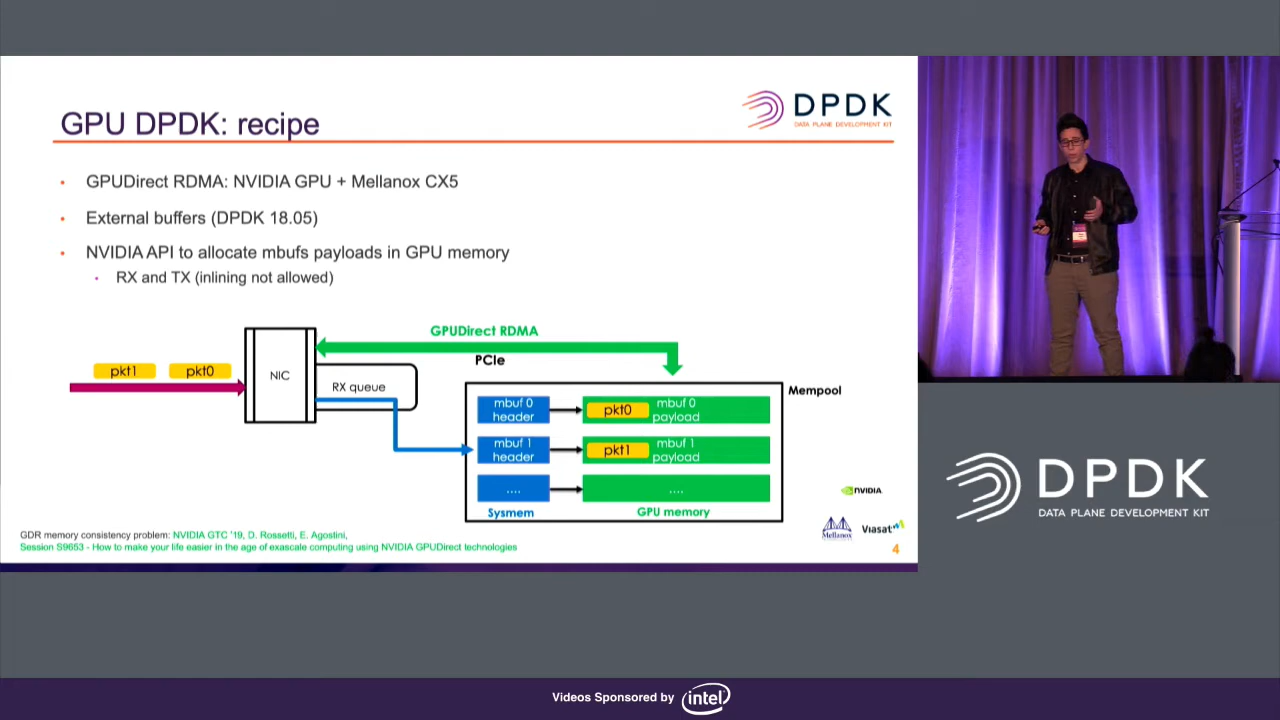 GPU DPDK: recipe
DPDK
DATA PLANE DEVELOPMENT KIT
• GPUDirect RDMA: NVIDIA GPU + Mellanox CX5
• External buffers (DPDK 18.05)
• NVIDIA API to allocate mbufs payloads in GPU memory
• RX and TX (inlining not allowed)
GPUDirect RDMA
PCIe
pkt1
pkt0
NIC
RX queue
Mempool
mbuf 0
header
pkt0
mbuf 0
payload
mbuf 1
header
pkt1
mbuf 1
payload
....
....
Sysmem
GPU memory
NVIDIA
Mellanox
Viasat
GDR memory consistency problem: NVIDIA GTC '19, D. Rossetti, E. Agostini,
Session S9653 - How to make your life easier in the age of exascale computing using NVIDIA GPUDirect technologies
4
DPDK
DATA PLANE DEVELOPMENT KIT
Videos Sponsored by intel